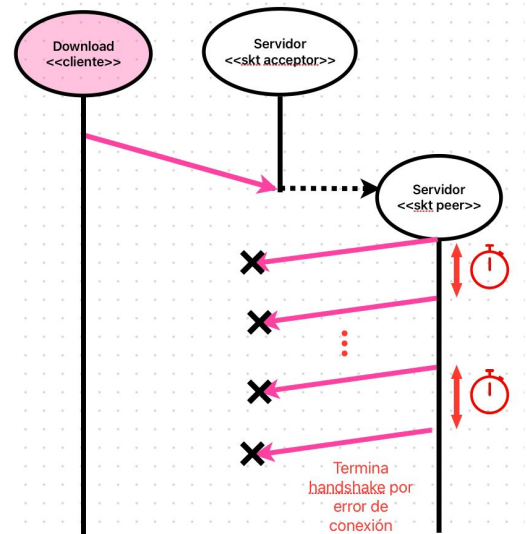 Download
<<cliente>>
Servidor
<<skt acceptor>>
Servidor
<<skt peer>>
Termina
handshake por
error de
conexión